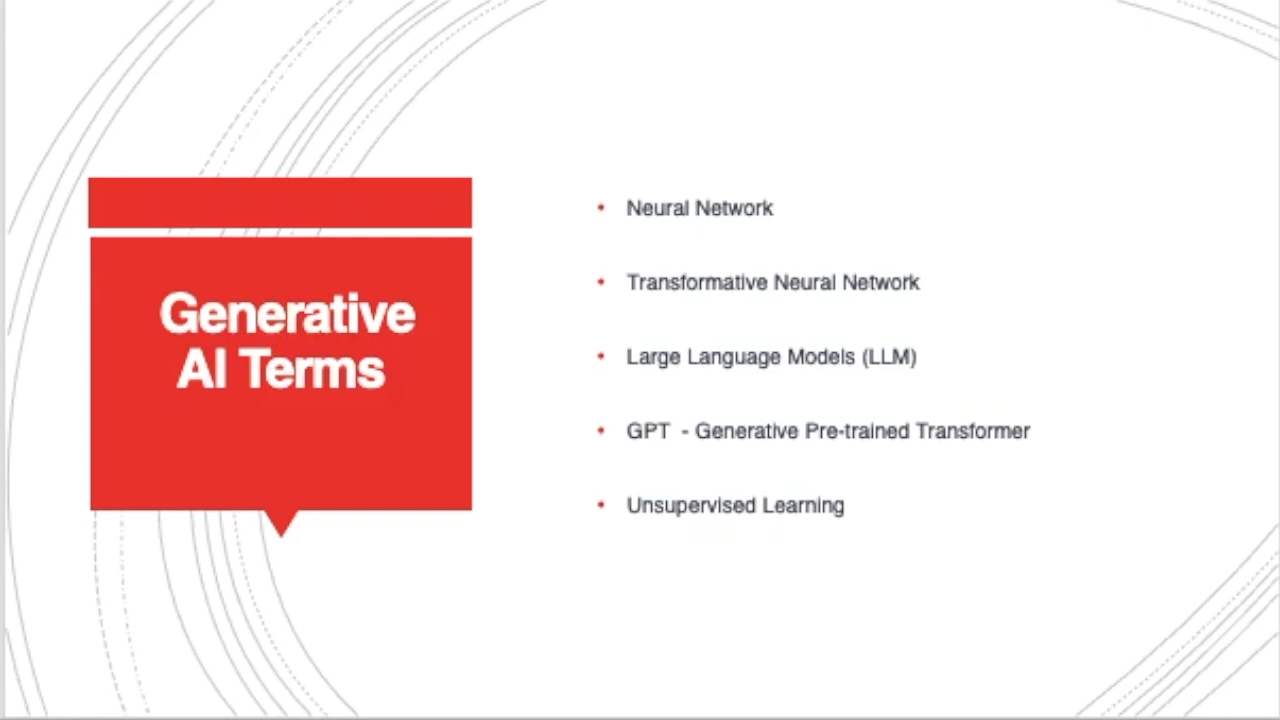 Generative
AI Terms
• Neural Network
• Transformative Neural Network
• Large Language Models (LLM)
• GPT  - Generative Pre-trained Transformer
• Unsupervised Learning